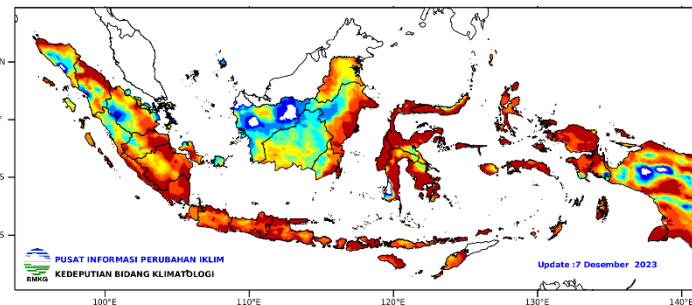 N
S
S
PUSAT INFORMASI PERUBAHAN IKLIM
KEDEPUTIAN BIDANG KLIMATOLOGI
BMKG
Update :7 Desember 2023
100°E
110°E
120°E
130°E
140°E